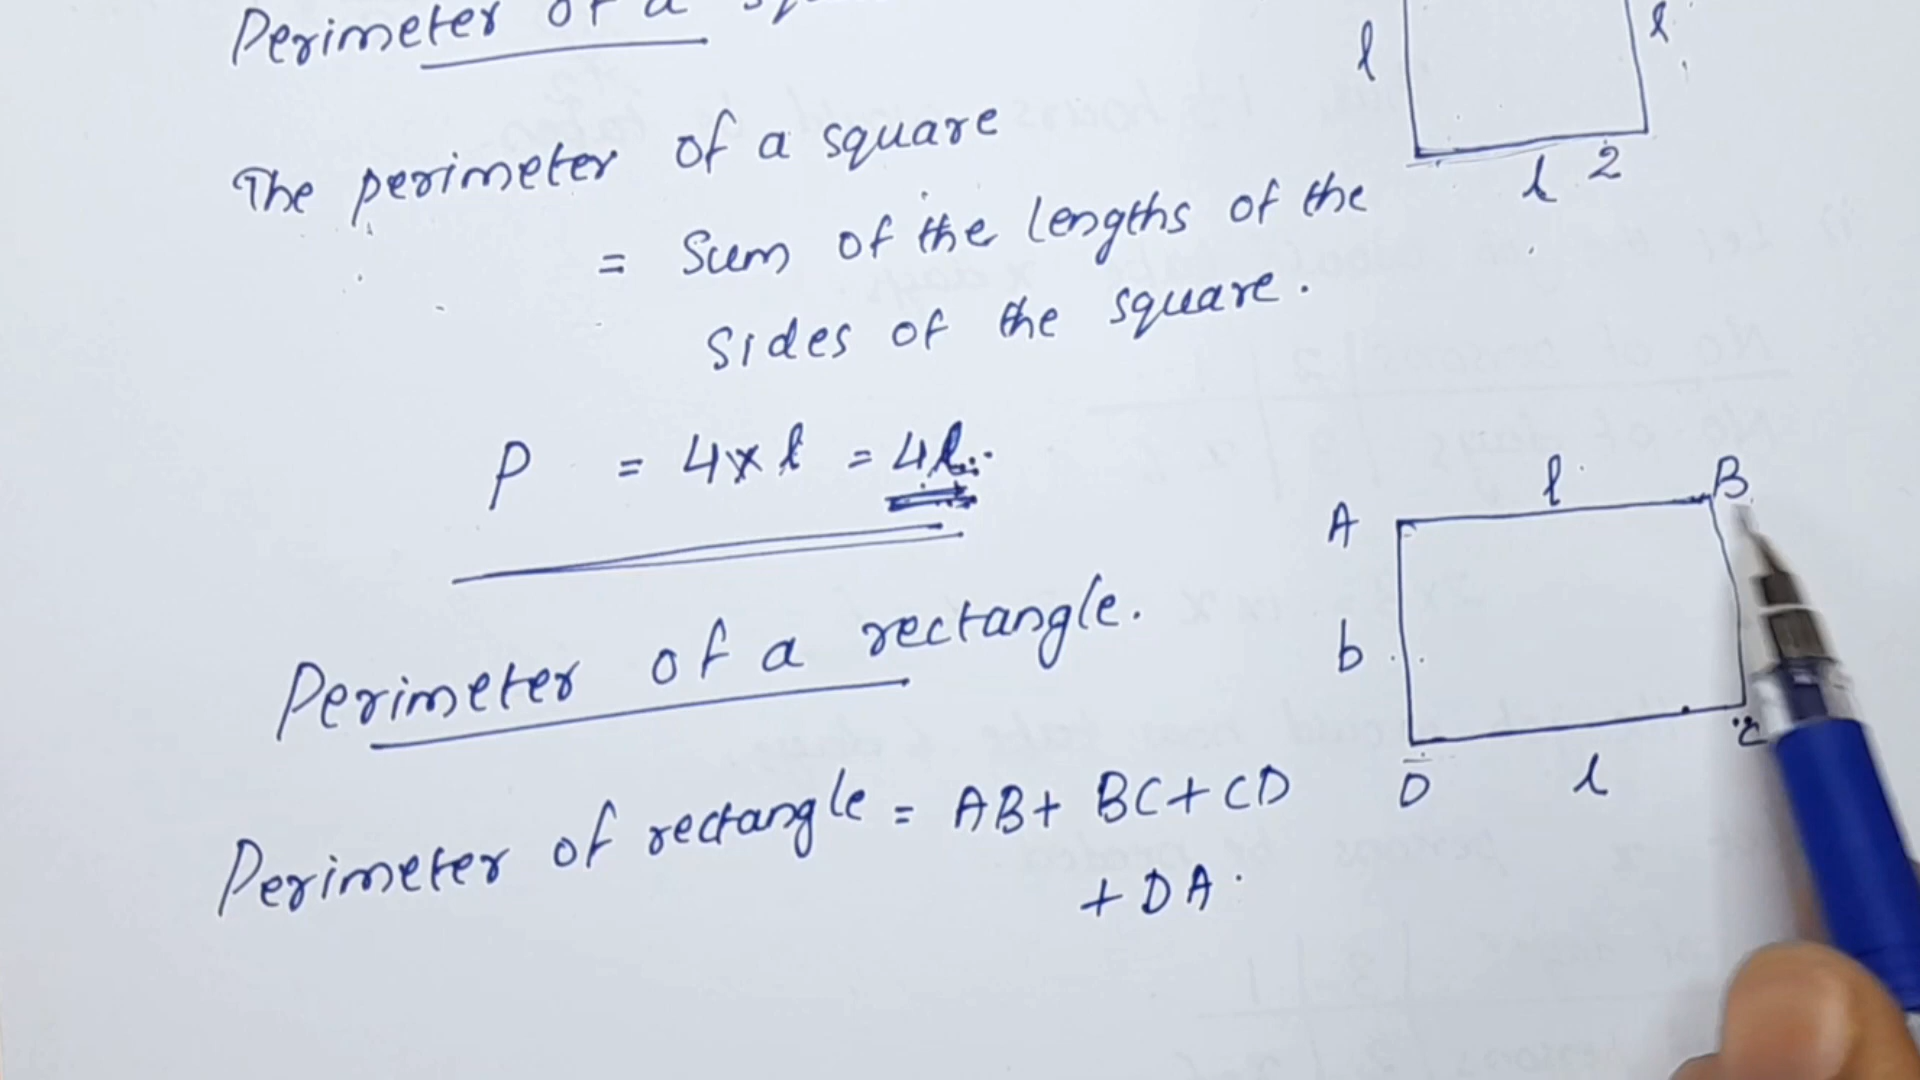 Perimeter of a
l
l
l 2
The perimeter of a square
= Sum of the lengths of the
sides of the square.
P = 4 x l = 4l.
Perimeter of a rectangle.
A
l
B
b
D
l
C
Perimeter of rectangle = AB + BC + CD
+ DA.